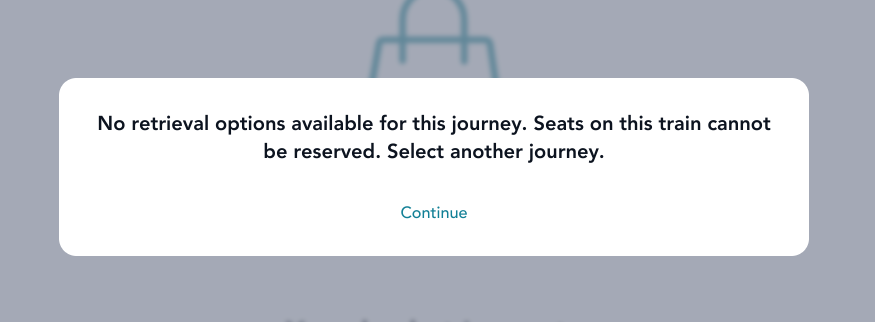 No retrieval options available for this journey. Seats on this train cannot
be reserved. Select another journey.
Continue